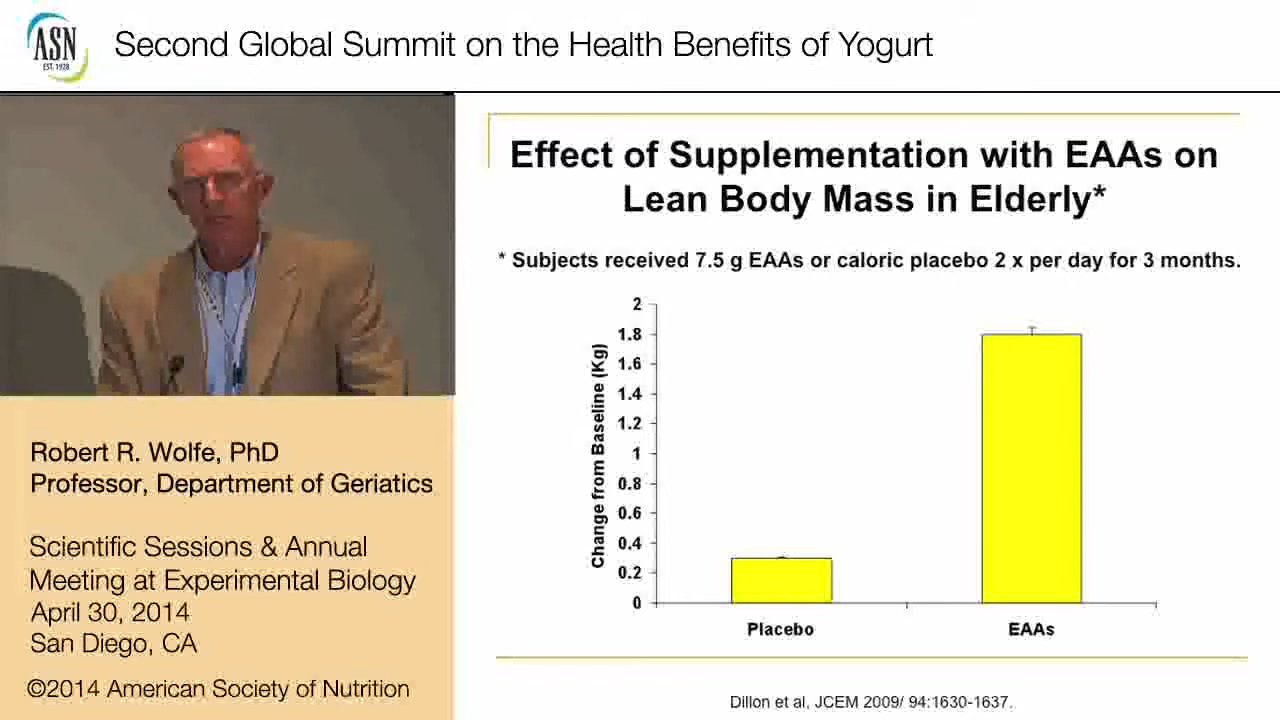 ASN
EST. 1928
Second Global Summit on the Health Benefits of Yogurt
Effect of Supplementation with EAAs on
Lean Body Mass in Elderly*
* Subjects received 7.5 g EAAs or caloric placebo 2 x per day for 3 months.
Change from Baseline (Kg)
2
1.8
1.6
1.4
1.2
1
0.8
0.6
0.4
0.2
0
Placebo
EAAs
Dillon et al, JCEM 2009/ 94:1630-1637.
Robert R. Wolfe, PhD
Professor, Department of Geriatics
Scientific Sessions & Annual
Meeting at Experimental Biology
April 30, 2014
San Diego, CA
©2014 American Society of Nutrition